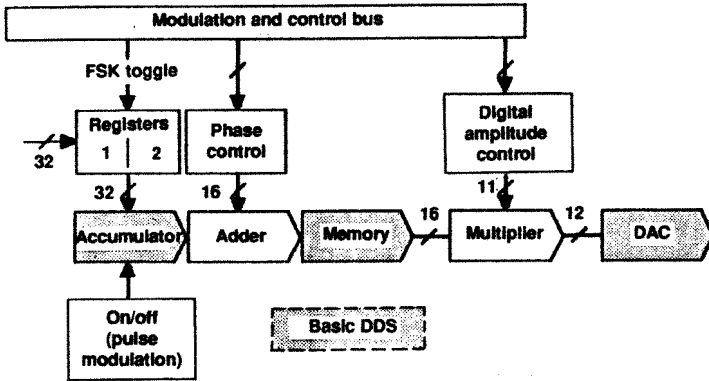 Modulation and control bus
FSK toggle
Registers
1 2
32
Phase
control
Digital
amplitude
control
32
16
11
Accumulator
Adder
Memory
16
Multiplier
12
DAC
On/off
(pulse
modulation)
Basic DDS